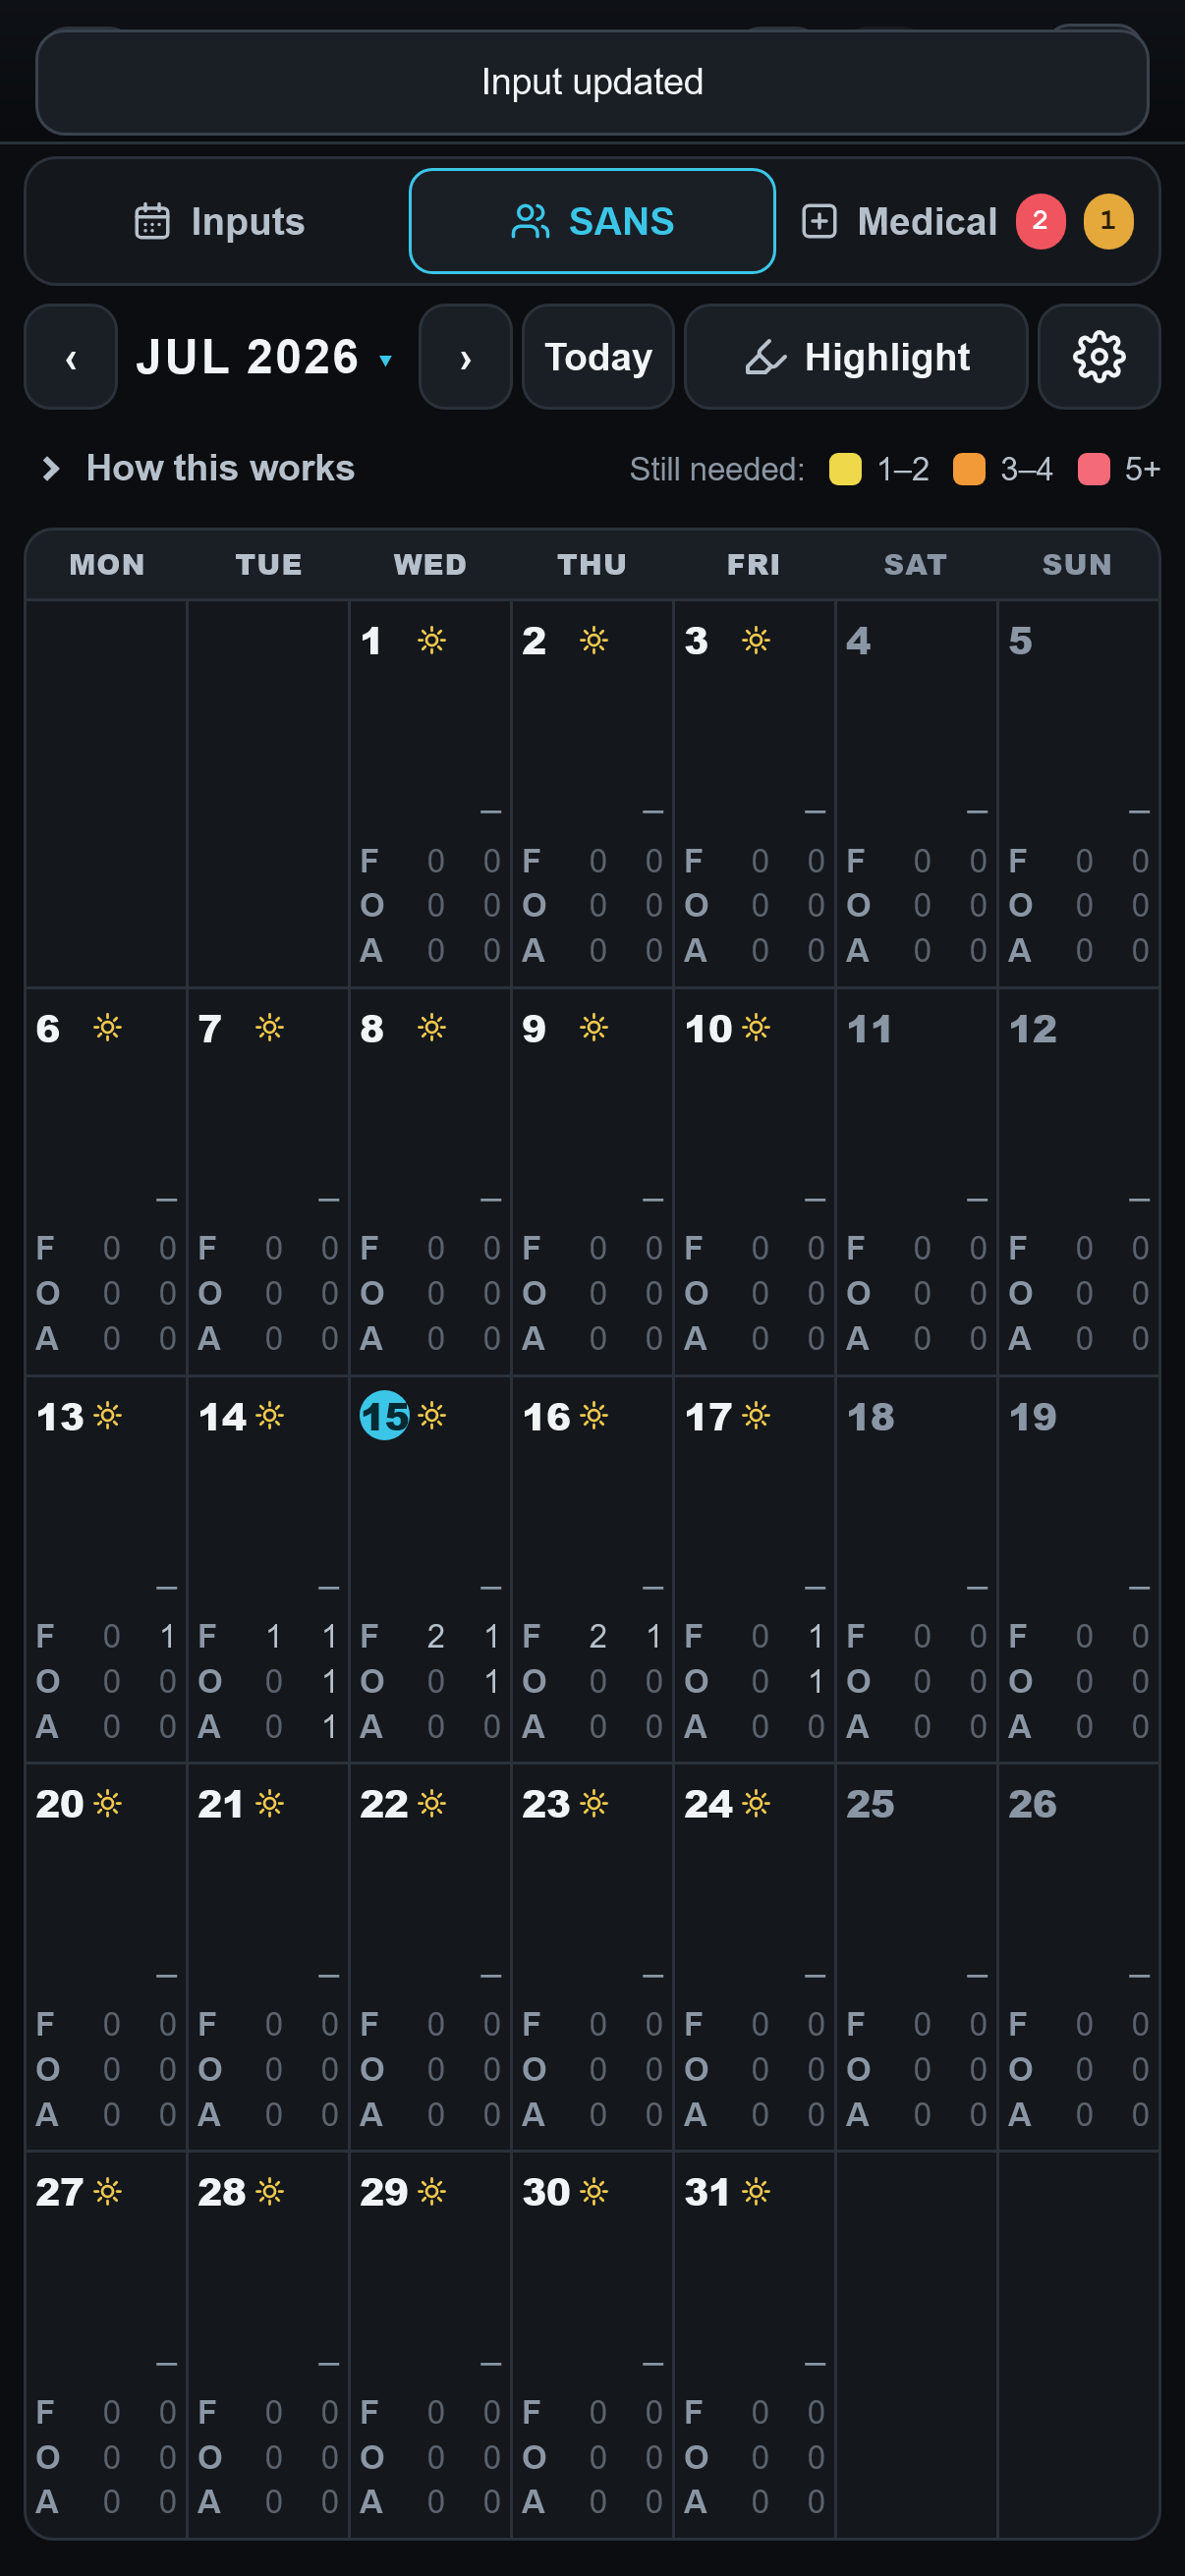 Input updated
Inputs SANS Medical 2 1
‹ JUL 2026 ▾ › Today Highlight
How this works Still needed: 1–2 3–4 5+
MON TUE WED THU FRI SAT SUN
1 2 3 4 5
– – – – –
F 0 0 F 0 0 F 0 0 F 0 0 F 0 0
O 0 0 O 0 0 O 0 0 O 0 0 O 0 0
A 0 0 A 0 0 A 0 0 A 0 0 A 0 0
6 7 8 9 10 11 12
– – – – – – –
F 0 0 F 0 0 F 0 0 F 0 0 F 0 0 F 0 0 F 0 0
O 0 0 O 0 0 O 0 0 O 0 0 O 0 0 O 0 0 O 0 0
A 0 0 A 0 0 A 0 0 A 0 0 A 0 0 A 0 0 A 0 0
13 14 15 16 17 18 19
– – – – – – –
F 0 1 F 1 1 F 2 1 F 2 1 F 0 1 F 0 0 F 0 0
O 0 0 O 0 1 O 0 1 O 0 0 O 0 1 O 0 0 O 0 0
A 0 0 A 0 1 A 0 0 A 0 0 A 0 0 A 0 0 A 0 0
20 21 22 23 24 25 26
– – – – – – –
F 0 0 F 0 0 F 0 0 F 0 0 F 0 0 F 0 0 F 0 0
O 0 0 O 0 0 O 0 0 O 0 0 O 0 0 O 0 0 O 0 0
A 0 0 A 0 0 A 0 0 A 0 0 A 0 0 A 0 0 A 0 0
27 28 29 30 31
– – – – –
F 0 0 F 0 0 F 0 0 F 0 0 F 0 0
O 0 0 O 0 0 O 0 0 O 0 0 O 0 0
A 0 0 A 0 0 A 0 0 A 0 0 A 0 0